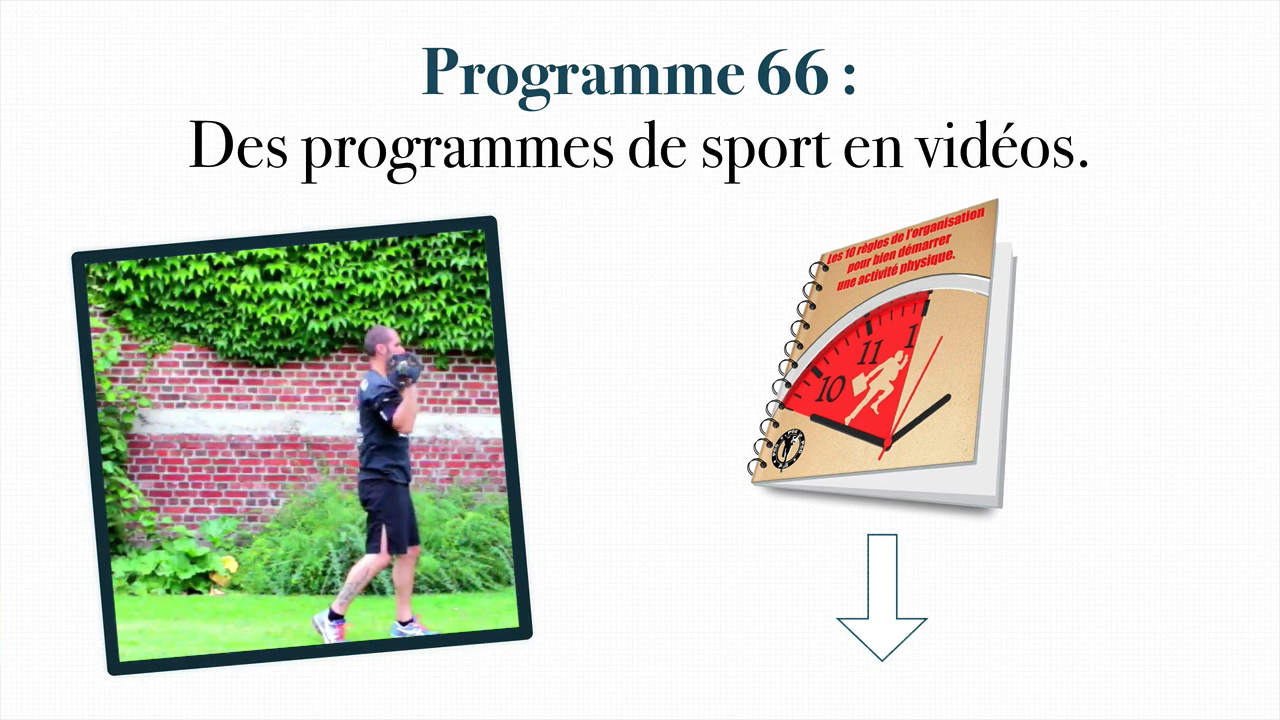 Programme 66 :
Des programmes de sport en vidéos.
Les 10 règles de l'organisation
pour bien démarrer
une activité physique.
10
11
1